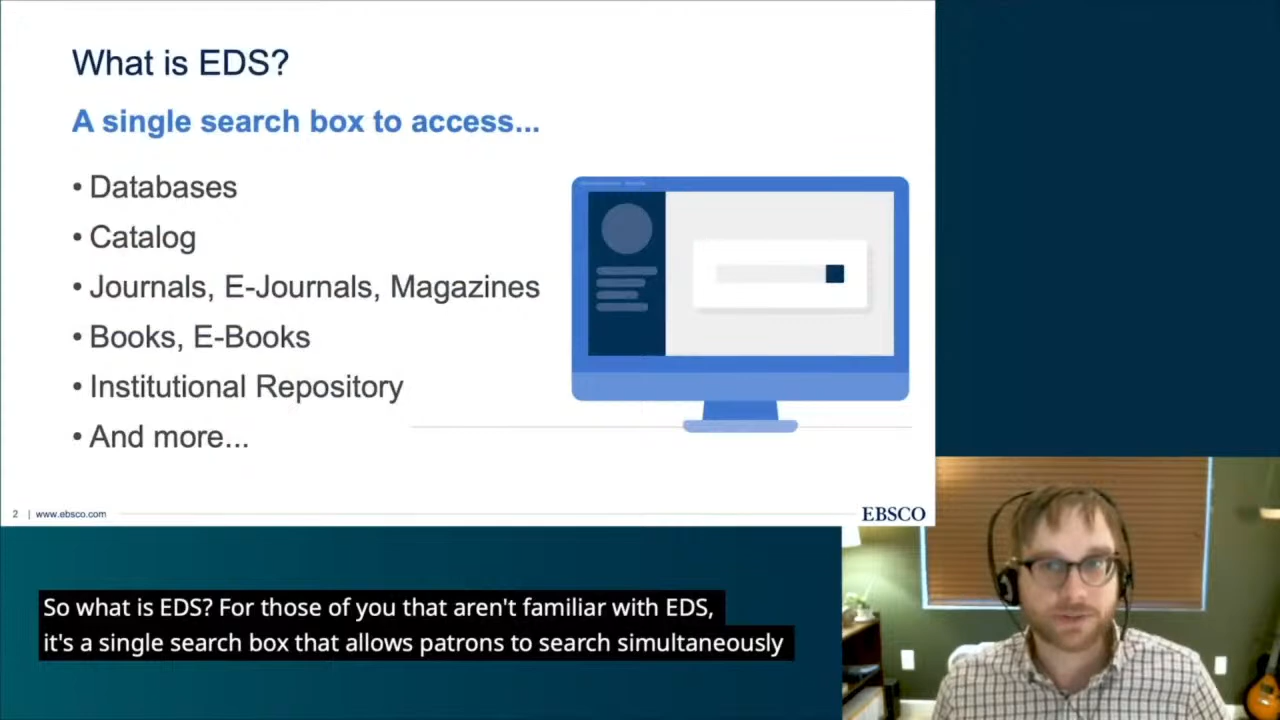 What is EDS?
A single search box to access...
• Databases
• Catalog
• Journals, E-Journals, Magazines
• Books, E-Books
• Institutional Repository
• And more...
2 | www.ebsco.com
EBSCO
So what is EDS? For those of you that aren't familiar with EDS,
it's a single search box that allows patrons to search simultaneously